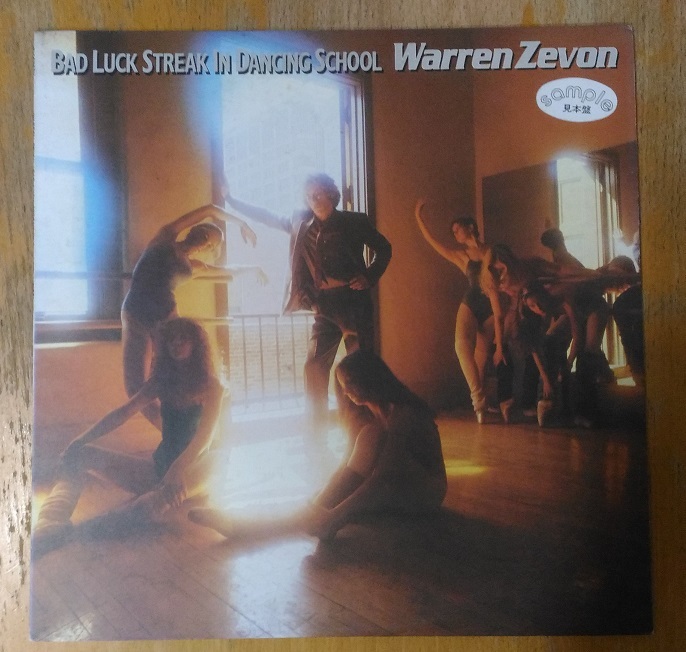 BAD LUCK STREAK IN DANCING SCHOOL Warren Zevon
sample
見本盤